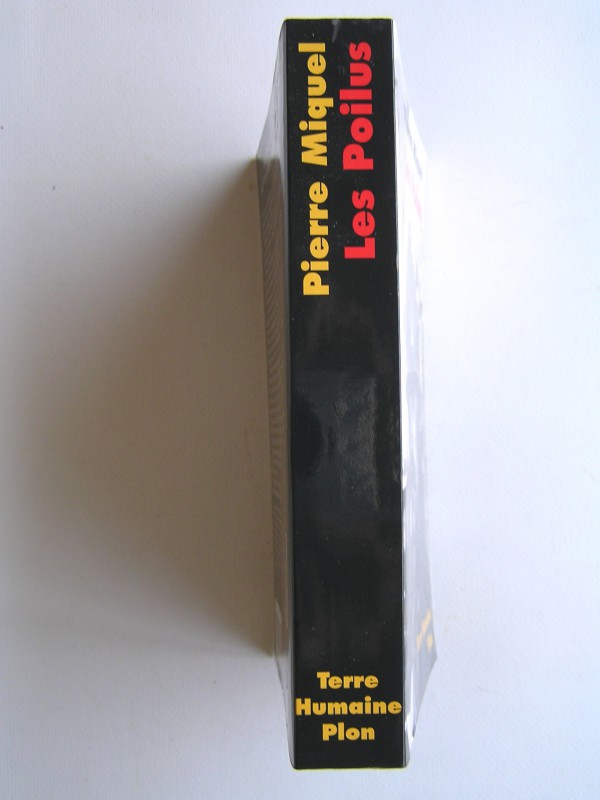 Pierre Miquel
Les Poilus
Terre
Humaine
Plon